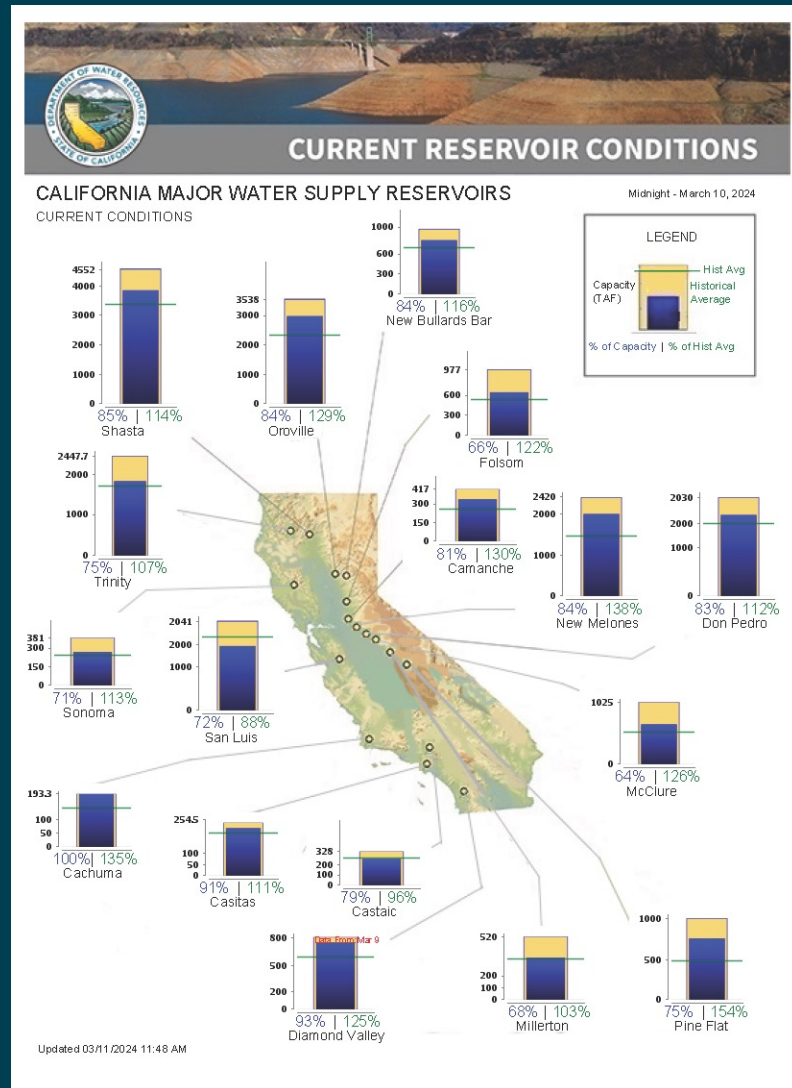 DEPARTMENT OF WATER RESOURCES
STATE OF CALIFORNIA
CURRENT RESERVOIR CONDITIONS
CALIFORNIA MAJOR WATER SUPPLY RESERVOIRS
Midnight - March 10, 2024
CURRENT CONDITIONS
LEGEND
Hist Avg
Capacity
(TAF)
Historical
Average
% of Capacity | % of Hist Avg
4552
4000
3000
2000
1000
0
85% | 114%
Shasta
3538
3000
2000
1000
0
84% | 129%
Oroville
1000
600
300
0
84% | 116%
New Bullards Bar
977
600
300
0
66% | 122%
Folsom
2447.7
2000
1000
0
75% | 107%
Trinity
417
300
150
0
81% | 130%
Camanche
2420
2000
1000
0
84% | 138%
New Melones
2030
2000
1000
0
83% | 112%
Don Pedro
381
300
150
0
71% | 113%
Sonoma
2041
2000
1000
0
72% | 88%
San Luis
1025
0
64% | 126%
McClure
193.3
100
50
0
100% | 135%
Cachuma
254.5
100
50
0
91% | 111%
Casitas
325
200
100
0
79% | 96%
Castaic
800
Data From Mar 9
500
200
0
93% | 125%
Diamond Valley
520
200
100
0
68% | 103%
Millerton
1000
500
0
75% | 154%
Pine Flat
Updated 03/11/2024 11:48 AM